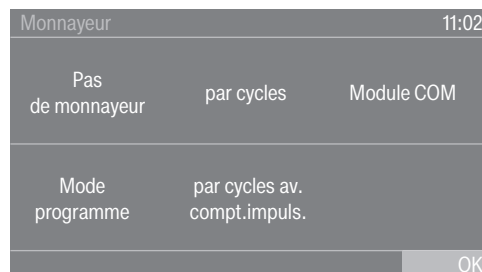 Monnayeur 11:02
Pas
de monnayeur
par cycles
Module COM
Mode
programme
par cycles av.
compt.impuls.
OK